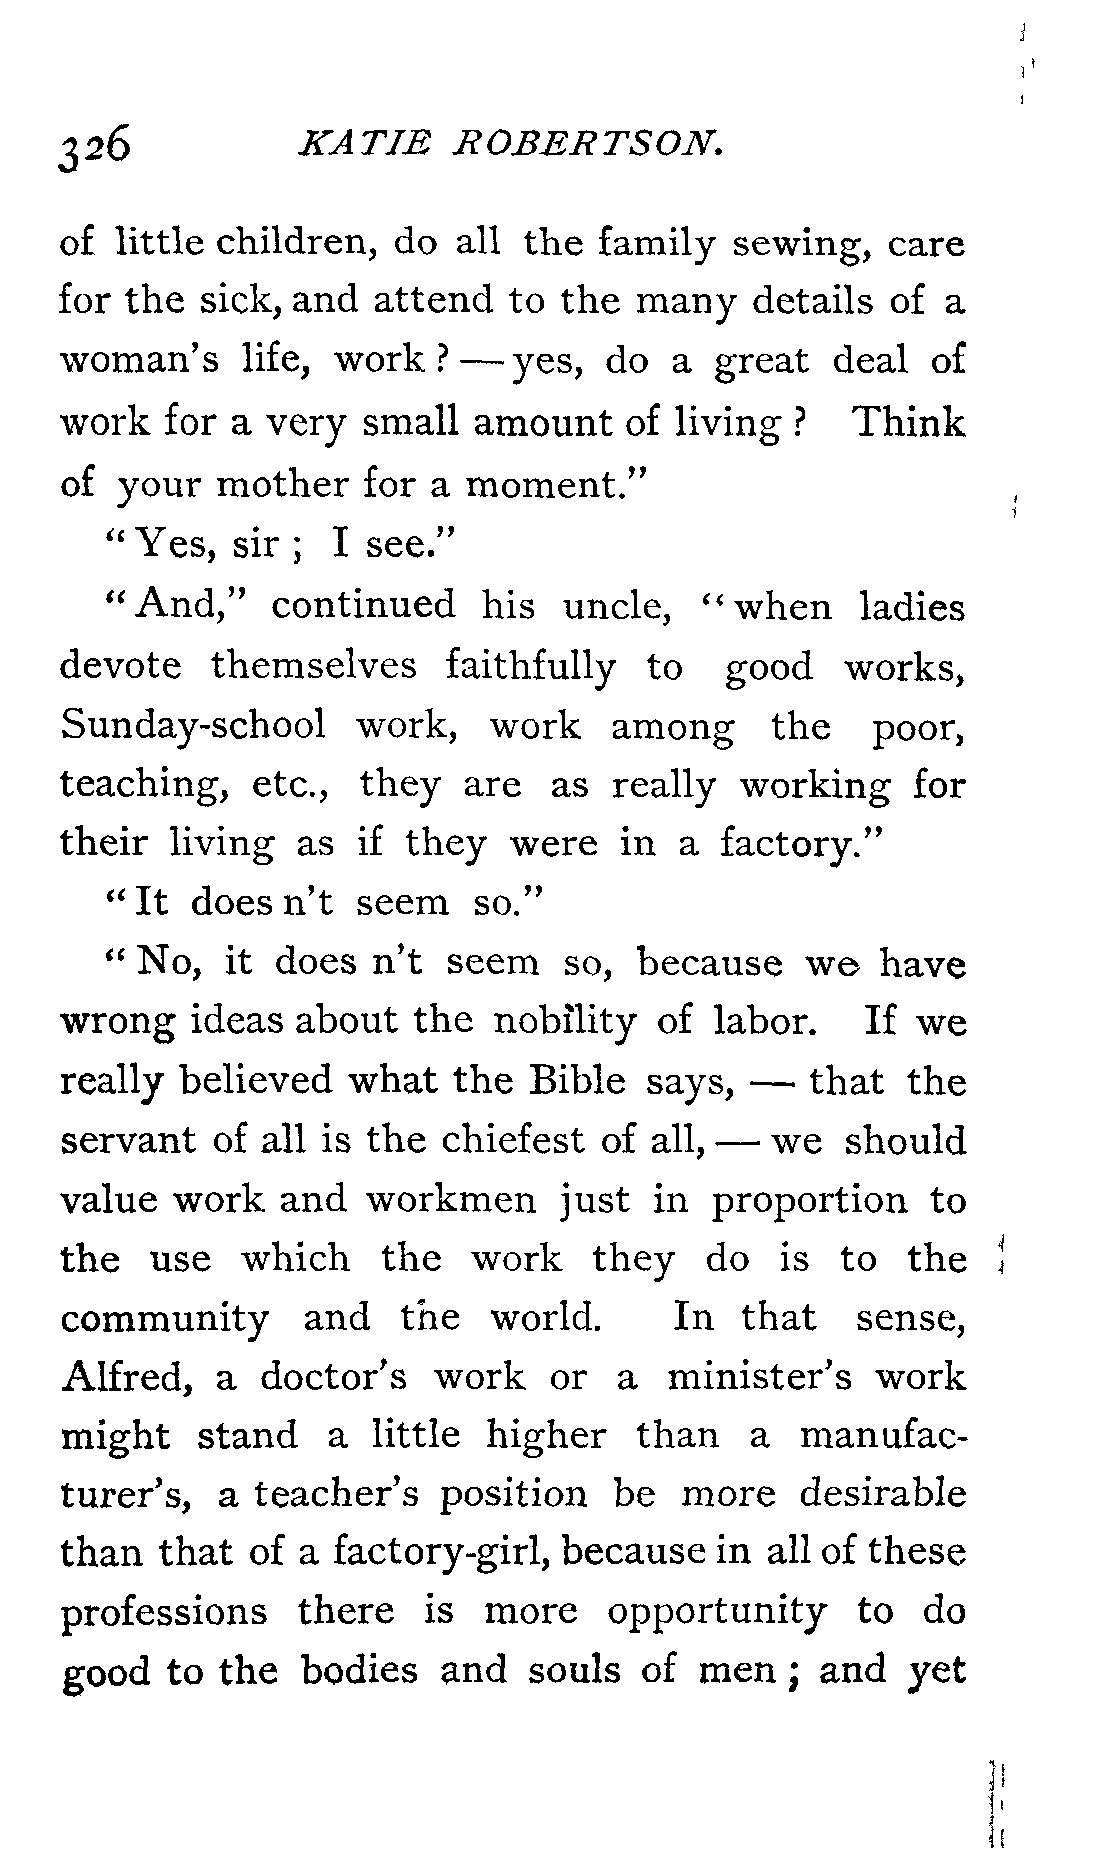 326 KATIE ROBERTSON.
of little children, do all the family sewing, care
for the sick, and attend to the many details of a
woman's life, work ? — yes, do a great deal of
work for a very small amount of living ? Think
of your mother for a moment."
"Yes, sir ; I see."
"And," continued his uncle, "when ladies
devote themselves faithfully to good works,
Sunday-school work, work among the poor,
teaching, etc., they are as really working for
their living as if they were in a factory."
"It does n't seem so."
"No, it does n't seem so, because we have
wrong ideas about the nobility of labor. If we
really believed what the Bible says, — that the
servant of all is the chiefest of all, — we should
value work and workmen just in proportion to
the use which the work they do is to the
community and the world. In that sense,
Alfred, a doctor's work or a minister's work
might stand a little higher than a manufac-
turer's, a teacher's position be more desirable
than that of a factory-girl, because in all of these
professions there is more opportunity to do
good to the bodies and souls of men ; and yet